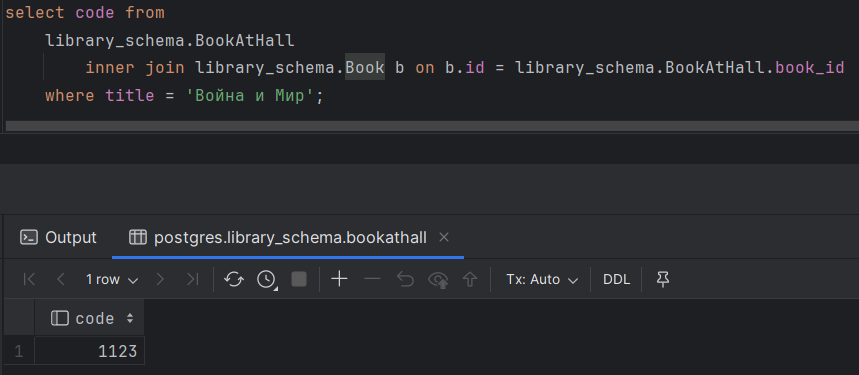 select code from
library_schema.BookAtHall
inner join library_schema.Book b on b.id = library_schema.BookAtHall.book_id
where title = 'Война и Мир';
Output
postgres.library_schema.bookathall
1 row
Tx: Auto
DDL
code
1
1123